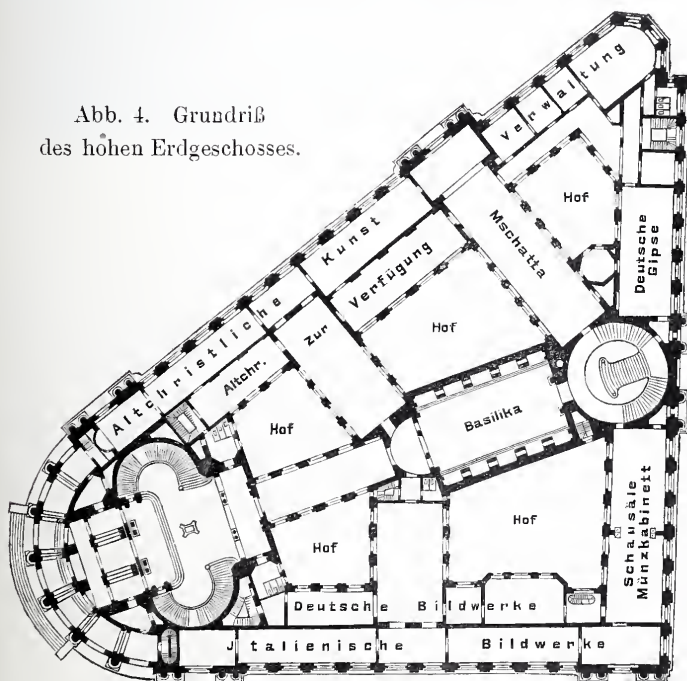 Abb. 4. Grundriß
des hohen Erdgeschosses.
Verwaltung
Hof
Deutsche
Gipse
Mschatta
Altchristliche Kunst
Zur Verfügung
Hof
Altchr.
Hof
Basilika
Hof
Hof
Schausäle
Münzkabinett
Deutsche Bildwerke
Jtalienische Bildwerke